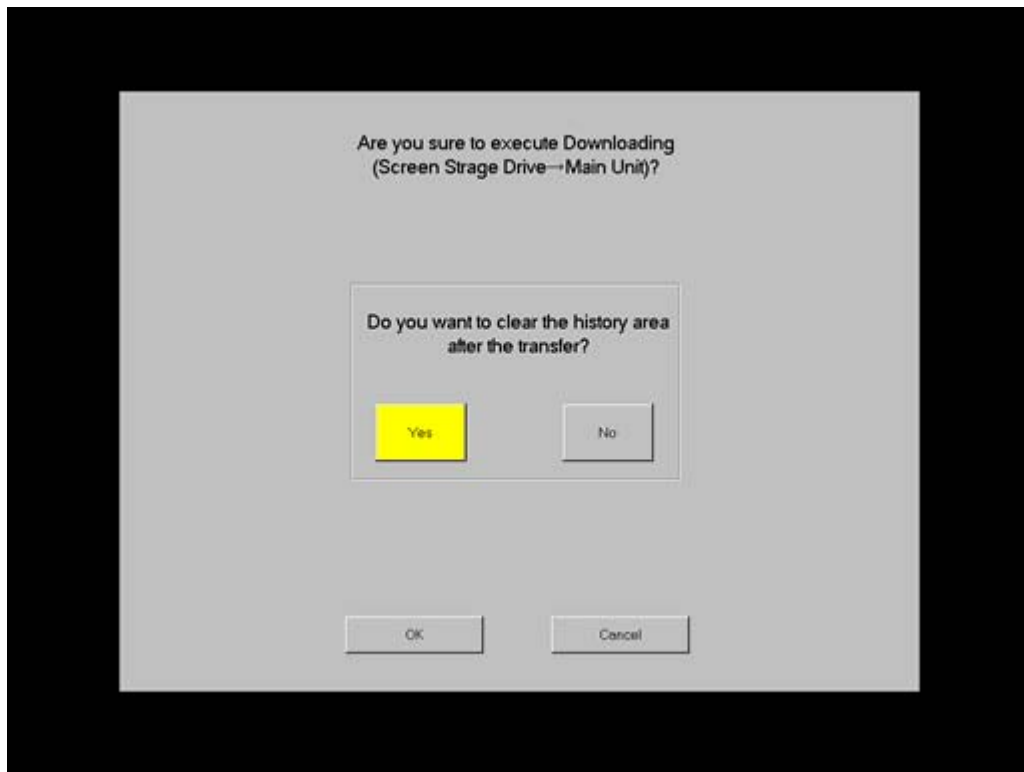 Are you sure to execute Downloading
(Screen Strage Drive→Main Unit)?
Do you want to clear the history area
after the transfer?
Yes
No
OK
Cancel